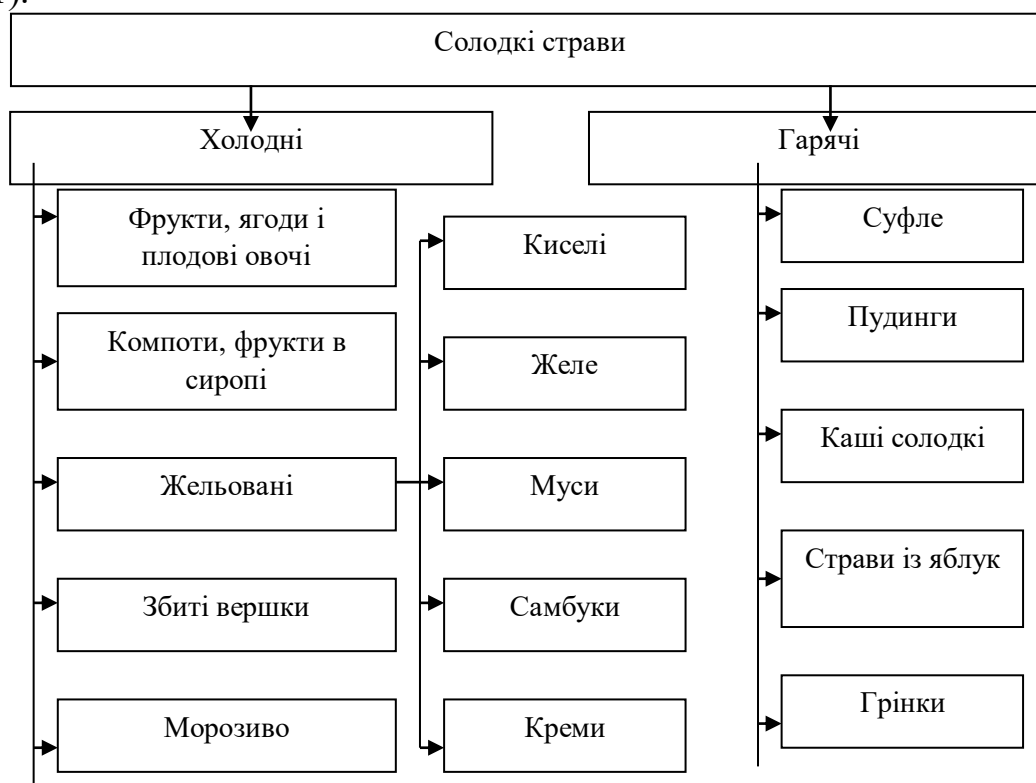 Солодкі страви
Холодні
Гарячі
Фрукти, ягоди і
плодові овочі
Компоти, фрукти в
сиропі
Жельовані
Збиті вершки
Морозиво
Киселі
Желе
Муси
Самбуки
Креми
Суфле
Пудинги
Каші солодкі
Страви із яблук
Грінки